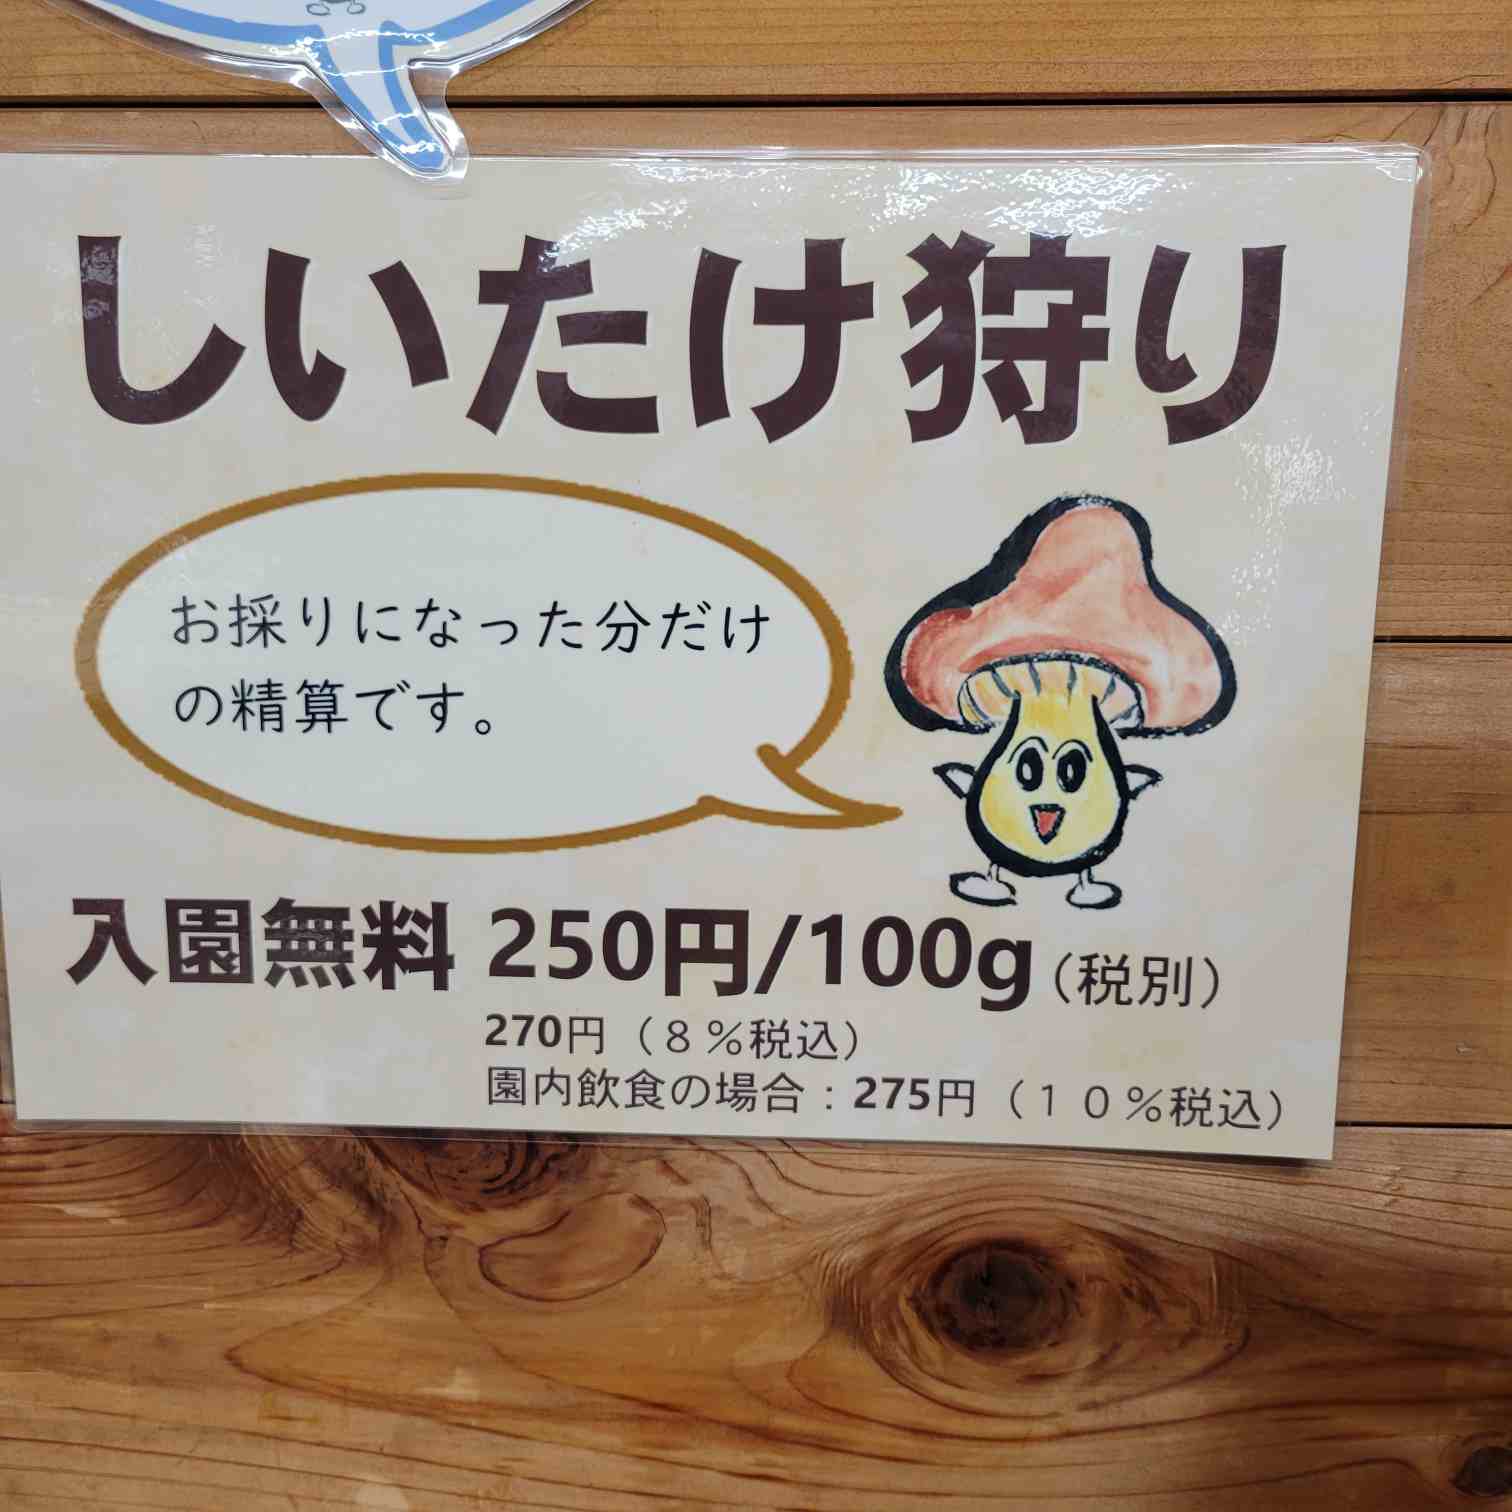 しいたけ狩り
お採りになった分だけ
の精算です。
入園無料 250円/100g（税別）
270円（８％税込）
園内飲食の場合：275円（１０％税込）